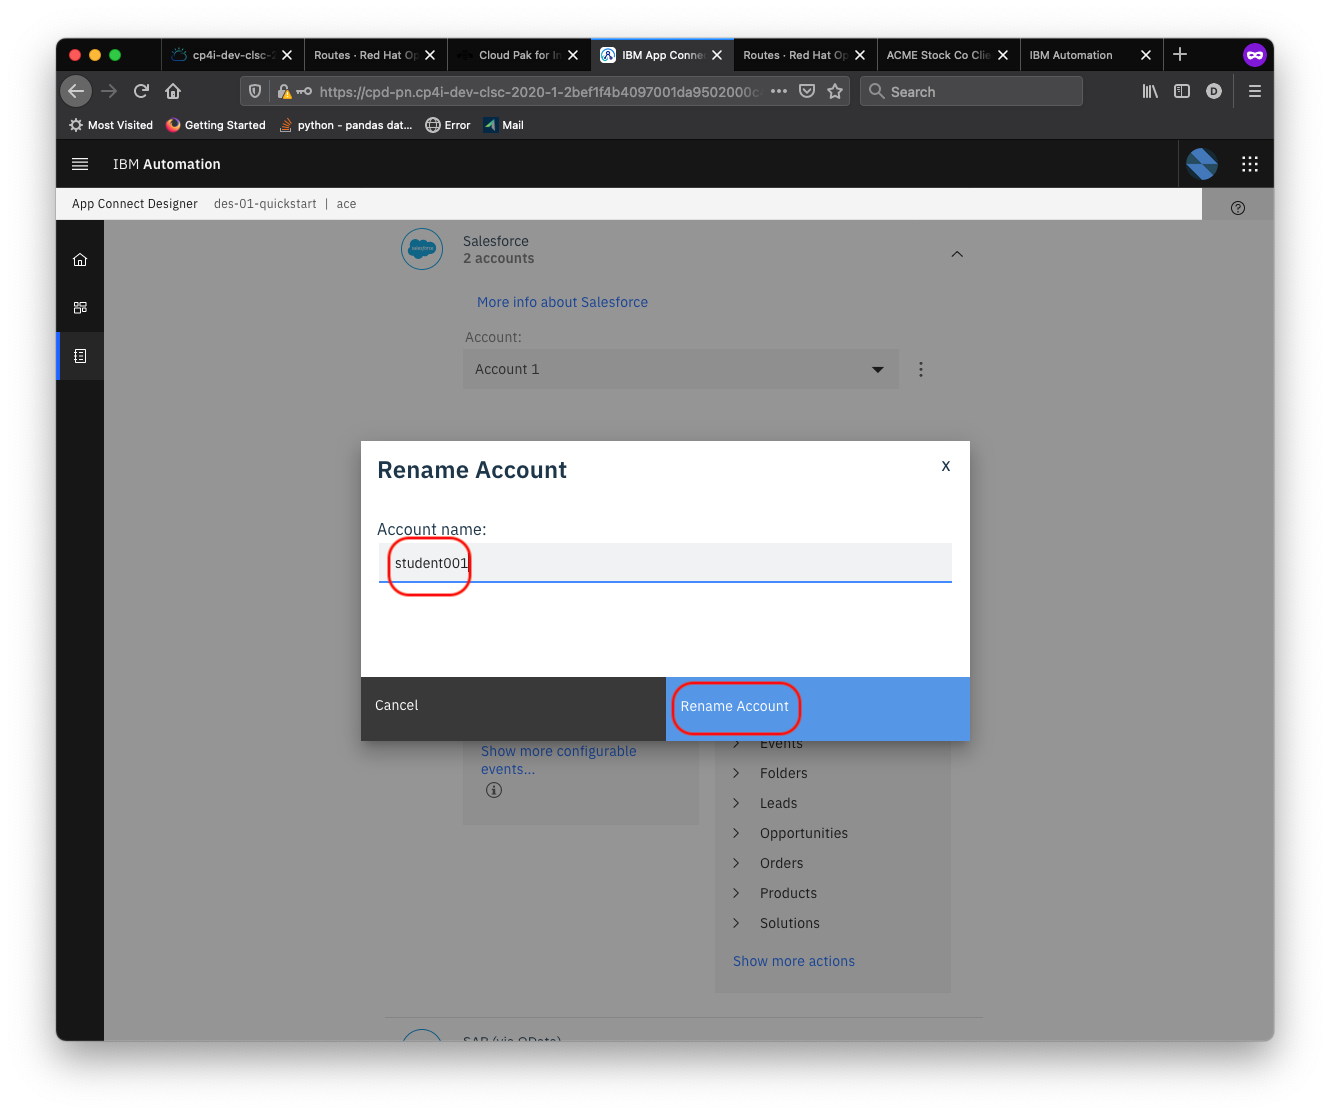 cp4i-dev-clsc-2
Routes · Red Hat Op
Cloud Pak for In
IBM App Connec
Routes · Red Hat Op
ACME Stock Co Clie
IBM Automation
https://cpd-pn.cp4i-dev-clsc-2020-1-2bef1f4b4097001da9502000c
Search
D
Most Visited
Getting Started
python - pandas dat...
Error
Mail
IBM Automation
App Connect Designer des-01-quickstart | ace
salesforce
Salesforce
2 accounts
More info about Salesforce
Account:
Account 1
Rename Account
X
Account name:
student001
Cancel
Rename Account
Show more configurable
events...
Events
Folders
Leads
Opportunities
Orders
Products
Solutions
Show more actions
SAP (via OData)